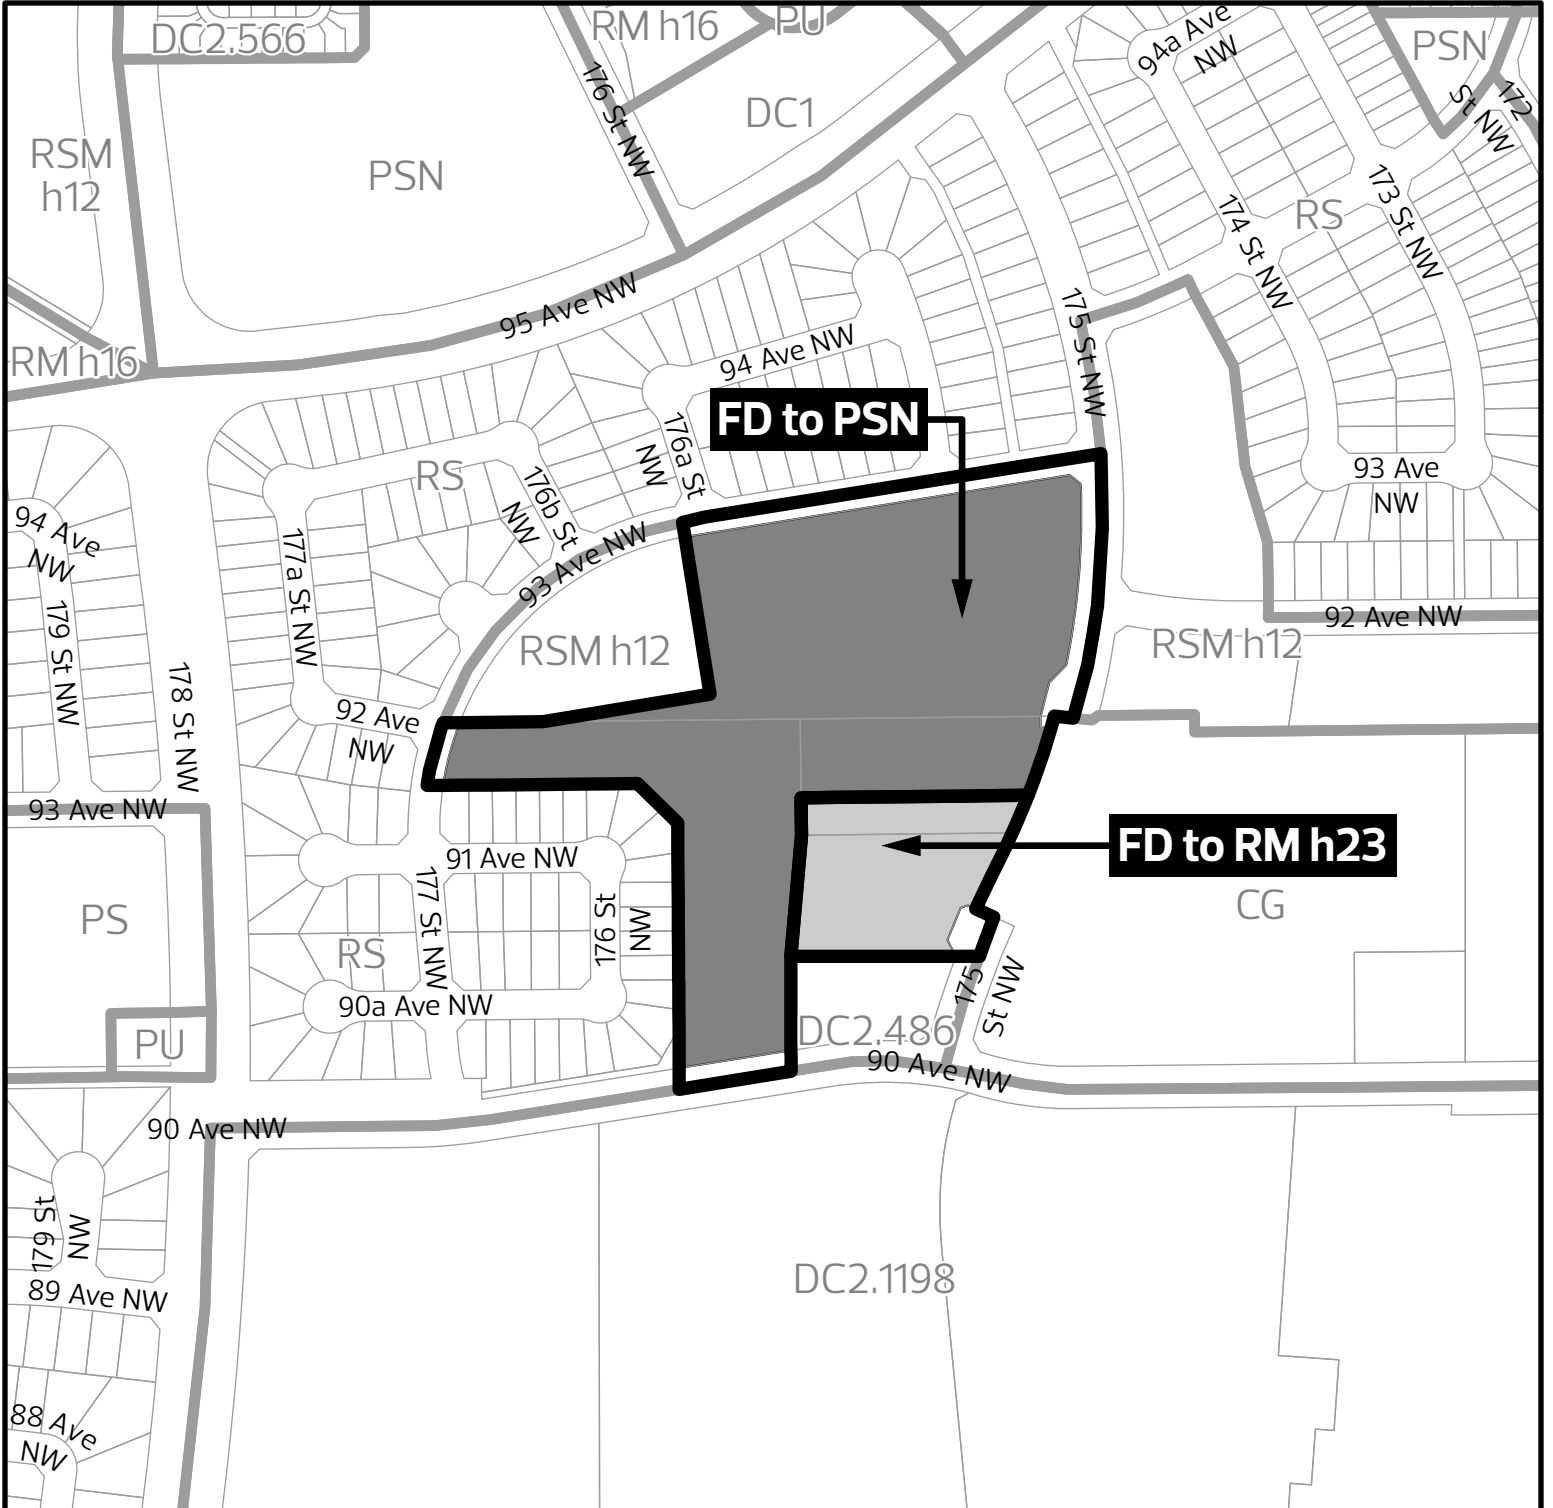 DC2.566
RM h16
PU
94a Ave
NW
PSN
172
St NW
176 St NW
DC1
RSM
h12
PSN
173 St NW
174 St NW
RS
95 Ave NW
175 St NW
RM h16
94 Ave NW
FD to PSN
176a St
NW
RS
176b St
NW
93 Ave
NW
94 Ave
NW
177a St NW
93 Ave NW
179 St NW
RSM h12
92 Ave NW
RSM h12
178 St NW
92 Ave
NW
93 Ave NW
FD to RM h23
91 Ave NW
177 St NW
176 St
NW
CG
PS
RS
175
St NW
90a Ave NW
PU
DC2.486
90 Ave NW
90 Ave NW
179 St
NW
DC2.1198
89 Ave NW
88 Ave
NW